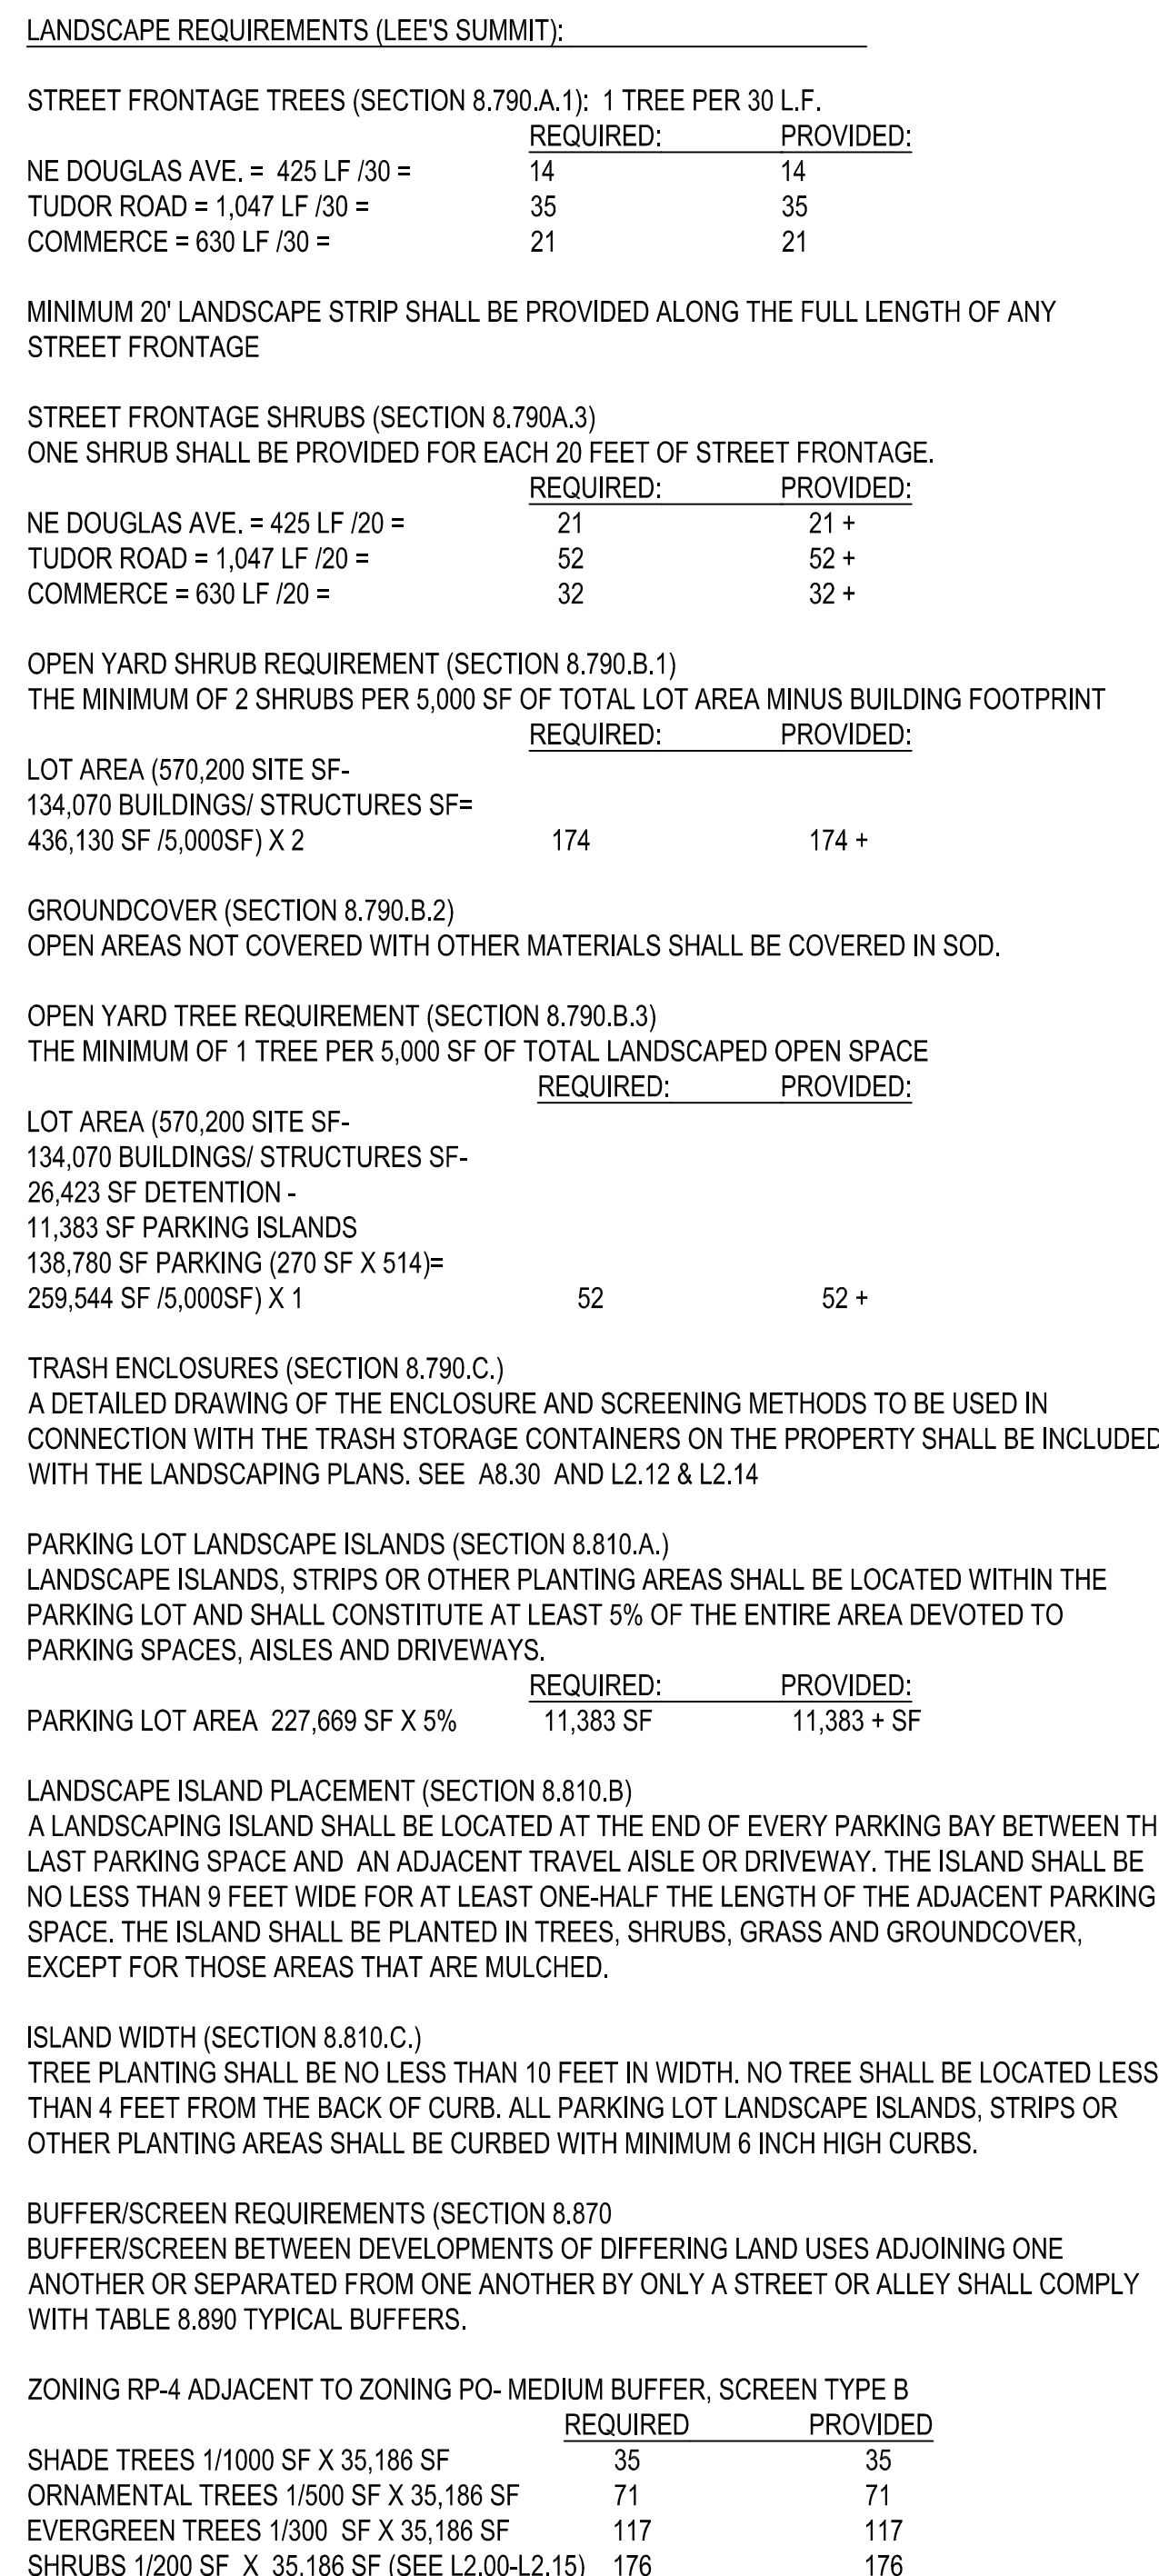 LANDSCAPE REQUIREMENTS (LEE'S SUMMIT):
STREET FRONTAGE TREES (SECTION 8.790.A.1): 1 TREE PER 30 L.F.
REQUIRED: PROVIDED:
NE DOUGLAS AVE. = 425 LF /30 = 14 14
TUDOR ROAD = 1,047 LF /30 = 35 35
COMMERCE = 630 LF /30 = 21 21
MINIMUM 20' LANDSCAPE STRIP SHALL BE PROVIDED ALONG THE FULL LENGTH OF ANY
STREET FRONTAGE
STREET FRONTAGE SHRUBS (SECTION 8.790A.3)
ONE SHRUB SHALL BE PROVIDED FOR EACH 20 FEET OF STREET FRONTAGE.
REQUIRED: PROVIDED:
NE DOUGLAS AVE. = 425 LF /20 = 21 21 +
TUDOR ROAD = 1,047 LF /20 = 52 52 +
COMMERCE = 630 LF /20 = 32 32 +
OPEN YARD SHRUB REQUIREMENT (SECTION 8.790.B.1)
THE MINIMUM OF 2 SHRUBS PER 5,000 SF OF TOTAL LOT AREA MINUS BUILDING FOOTPRINT
REQUIRED: PROVIDED:
LOT AREA (570,200 SITE SF-
134,070 BUILDINGS/ STRUCTURES SF=
436,130 SF /5,000SF) X 2 174 174 +
GROUNDCOVER (SECTION 8.790.B.2)
OPEN AREAS NOT COVERED WITH OTHER MATERIALS SHALL BE COVERED IN SOD.
OPEN YARD TREE REQUIREMENT (SECTION 8.790.B.3)
THE MINIMUM OF 1 TREE PER 5,000 SF OF TOTAL LANDSCAPED OPEN SPACE
REQUIRED: PROVIDED:
LOT AREA (570,200 SITE SF-
134,070 BUILDINGS/ STRUCTURES SF-
26,423 SF DETENTION -
11,383 SF PARKING ISLANDS
138,780 SF PARKING (270 SF X 514)=
259,544 SF /5,000SF) X 1 52 52 +
TRASH ENCLOSURES (SECTION 8.790.C.)
A DETAILED DRAWING OF THE ENCLOSURE AND SCREENING METHODS TO BE USED IN
CONNECTION WITH THE TRASH STORAGE CONTAINERS ON THE PROPERTY SHALL BE INCLUDED
WITH THE LANDSCAPING PLANS. SEE A8.30 AND L2.12 & L2.14
PARKING LOT LANDSCAPE ISLANDS (SECTION 8.810.A.)
LANDSCAPE ISLANDS, STRIPS OR OTHER PLANTING AREAS SHALL BE LOCATED WITHIN THE
PARKING LOT AND SHALL CONSTITUTE AT LEAST 5% OF THE ENTIRE AREA DEVOTED TO
PARKING SPACES, AISLES AND DRIVEWAYS.
REQUIRED: PROVIDED:
PARKING LOT AREA 227,669 SF X 5% 11,383 SF 11,383 + SF
LANDSCAPE ISLAND PLACEMENT (SECTION 8.810.B)
A LANDSCAPING ISLAND SHALL BE LOCATED AT THE END OF EVERY PARKING BAY BETWEEN TH
LAST PARKING SPACE AND AN ADJACENT TRAVEL AISLE OR DRIVEWAY. THE ISLAND SHALL BE
NO LESS THAN 9 FEET WIDE FOR AT LEAST ONE-HALF THE LENGTH OF THE ADJACENT PARKING
SPACE. THE ISLAND SHALL BE PLANTED IN TREES, SHRUBS, GRASS AND GROUNDCOVER,
EXCEPT FOR THOSE AREAS THAT ARE MULCHED.
ISLAND WIDTH (SECTION 8.810.C.)
TREE PLANTING SHALL BE NO LESS THAN 10 FEET IN WIDTH. NO TREE SHALL BE LOCATED LESS
THAN 4 FEET FROM THE BACK OF CURB. ALL PARKING LOT LANDSCAPE ISLANDS, STRIPS OR
OTHER PLANTING AREAS SHALL BE CURBED WITH MINIMUM 6 INCH HIGH CURBS.
BUFFER/SCREEN REQUIREMENTS (SECTION 8.870
BUFFER/SCREEN BETWEEN DEVELOPMENTS OF DIFFERING LAND USES ADJOINING ONE
ANOTHER OR SEPARATED FROM ONE ANOTHER BY ONLY A STREET OR ALLEY SHALL COMPLY
WITH TABLE 8.890 TYPICAL BUFFERS.
ZONING RP-4 ADJACENT TO ZONING PO- MEDIUM BUFFER, SCREEN TYPE B
REQUIRED PROVIDED
SHADE TREES 1/1000 SF X 35,186 SF 35 35
ORNAMENTAL TREES 1/500 SF X 35,186 SF 71 71
EVERGREEN TREES 1/300 SF X 35,186 SF 117 117
SHRUBS 1/200 SF X 35,186 SF (SEE L2.00-L2.15) 176 176